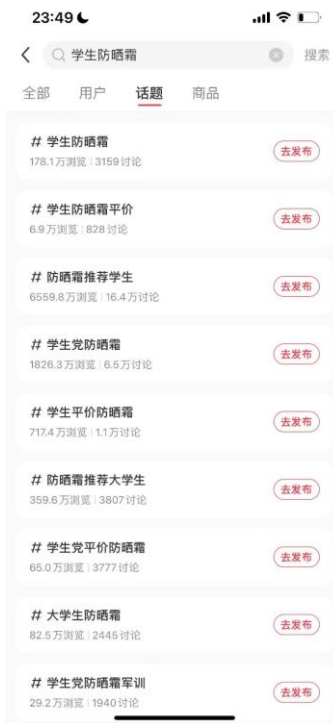 23:49
学生防晒霜
搜索
全部 用户 话题 商品
# 学生防晒霜
178.1万浏览 | 3159讨论
去发布
# 学生防晒霜平价
6.9万浏览 | 828讨论
去发布
# 防晒霜推荐学生
6559.8万浏览 | 16.4万讨论
去发布
# 学生党防晒霜
1826.3万浏览 | 6.5万讨论
去发布
# 学生平价防晒霜
717.4万浏览 | 1.1万讨论
去发布
# 防晒霜推荐大学生
359.6万浏览 | 3807讨论
去发布
# 学生党平价防晒霜
65.0万浏览 | 3777讨论
去发布
# 大学生防晒霜
82.5万浏览 | 2445讨论
去发布
# 学生党防晒霜军训
29.2万浏览 | 1940讨论
去发布